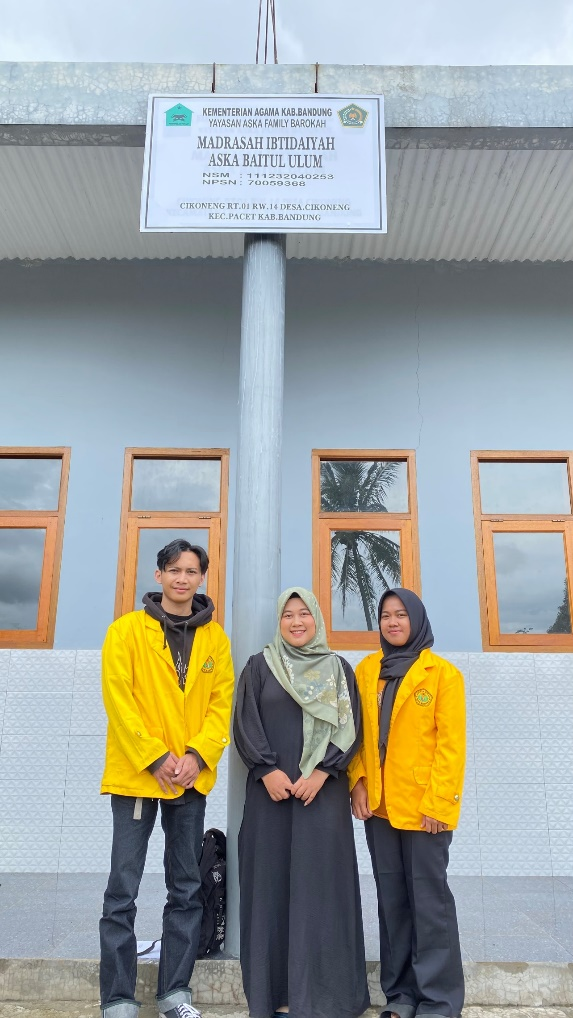 KEMENTERIAN AGAMA KAB.BANDUNG
YAYASAN ASKA FAMILY BAROKAH
MADRASAH IBTIDAIYAH
ASKA BAITUL ULUM
NSM : 111232040253
NPSN : 70059368
CIKONENG RT.01 RW.14 DESA.CIKONENG
KEC.PACET KAB.BANDUNG